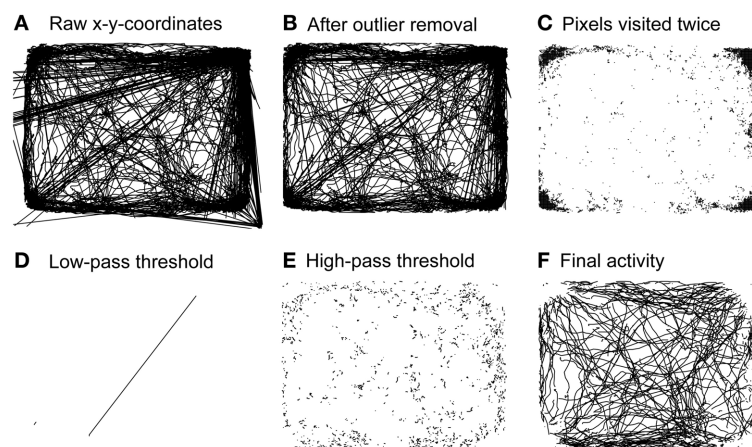 A Raw x-y-coordinates
B After outlier removal
C Pixels visited twice
D Low-pass threshold
E High-pass threshold
F Final activity